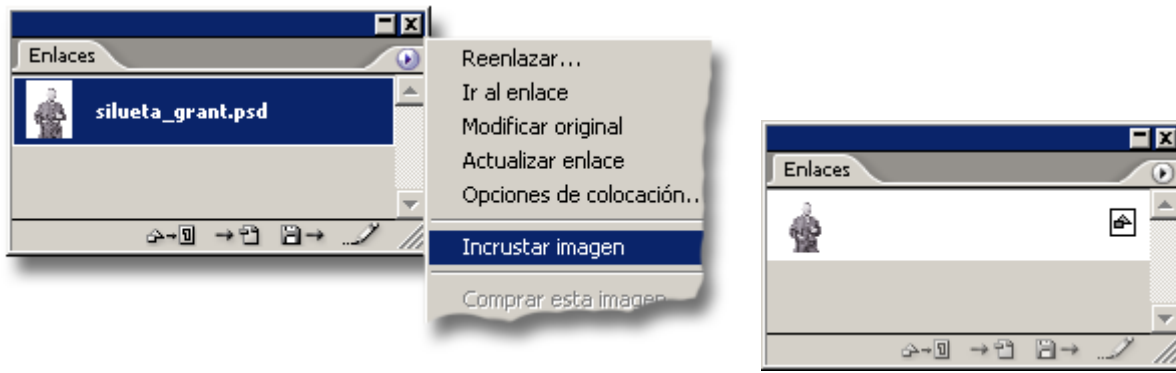 Enlaces
silueta_grant.psd
Reenlazar...
Ir al enlace
Modificar original
Actualizar enlace
Opciones de colocación..
Incrustar imagen
Comprar esta imagen
Enlaces